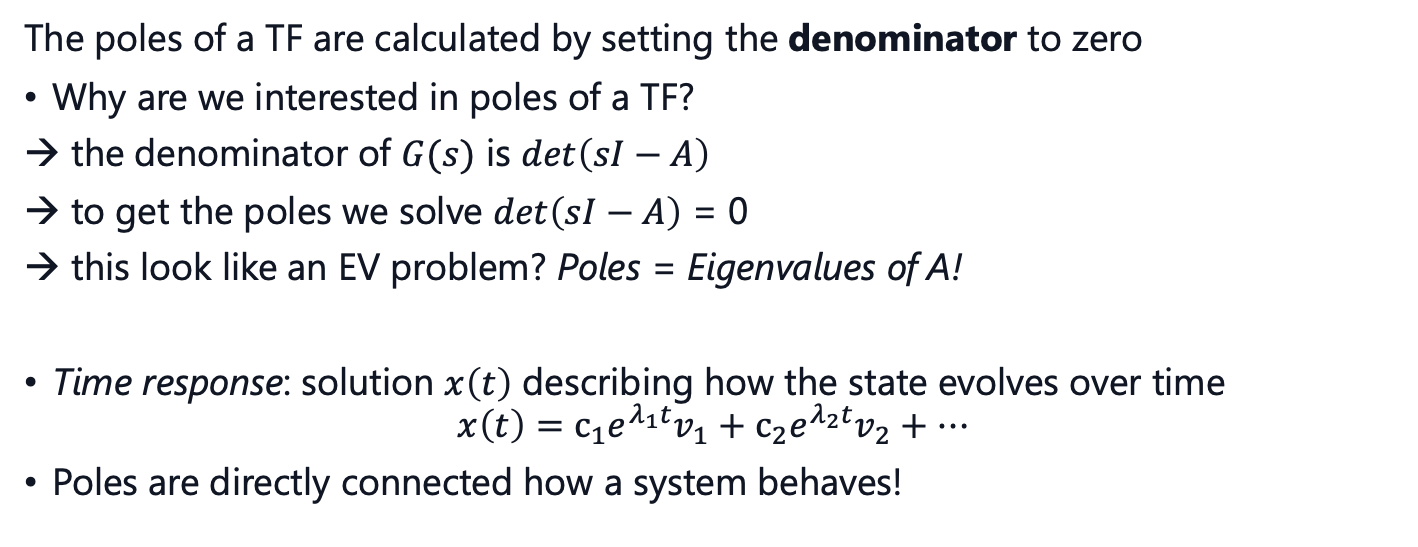 The poles of a TF are calculated by setting the denominator to zero
• Why are we interested in poles of a TF?
→ the denominator of G(s) is det(sI − A)
→ to get the poles we solve det(sI − A) = 0
→ this look like an EV problem? Poles = Eigenvalues of A!
• Time response: solution x(t) describing how the state evolves over time
x(t) = c₁e^{λ₁t}v₁ + c₂e^{λ₂t}v₂ + ⋯
• Poles are directly connected how a system behaves!